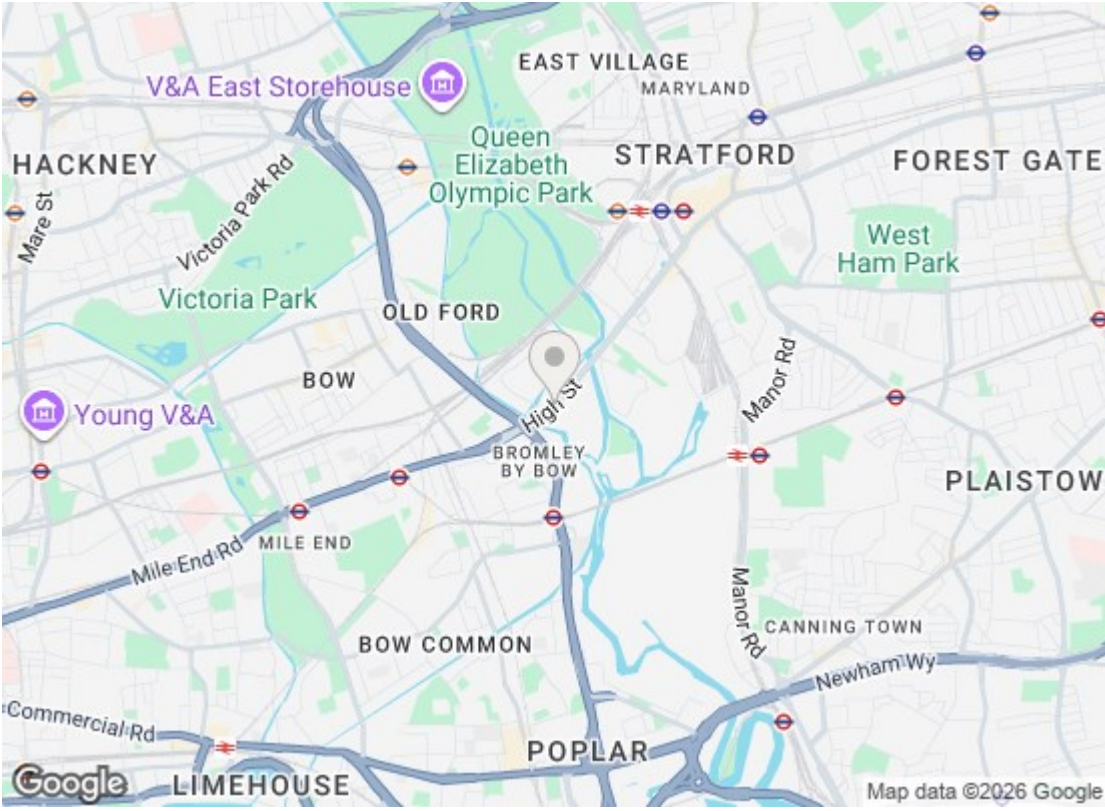 EAST VILLAGE
V&A East Storehouse
MARYLAND
Queen
Elizabeth
Olympic Park
STRATFORD
HACKNEY
FOREST GATE
Mare St
Victoria Park Rd
West
Ham Park
Victoria Park
OLD FORD
BOW
Manor Rd
Young V&A
High St
BROMLEY
BY BOW
PLAISTOW
MILE END
Mile End Rd
Manor Rd
CANNING TOWN
BOW COMMON
Newham Wy
Commercial Rd
POPLAR
LIMEHOUSE
Google
Map data ©2026 Google